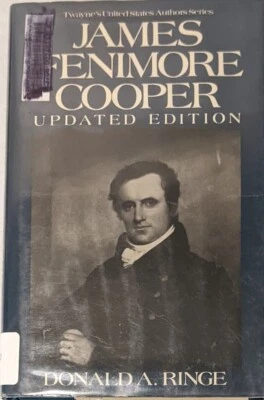 Twayne's United States Authors Series
JAMES
FENIMORE
COOPER
UPDATED EDITION
DONALD A. RINGE